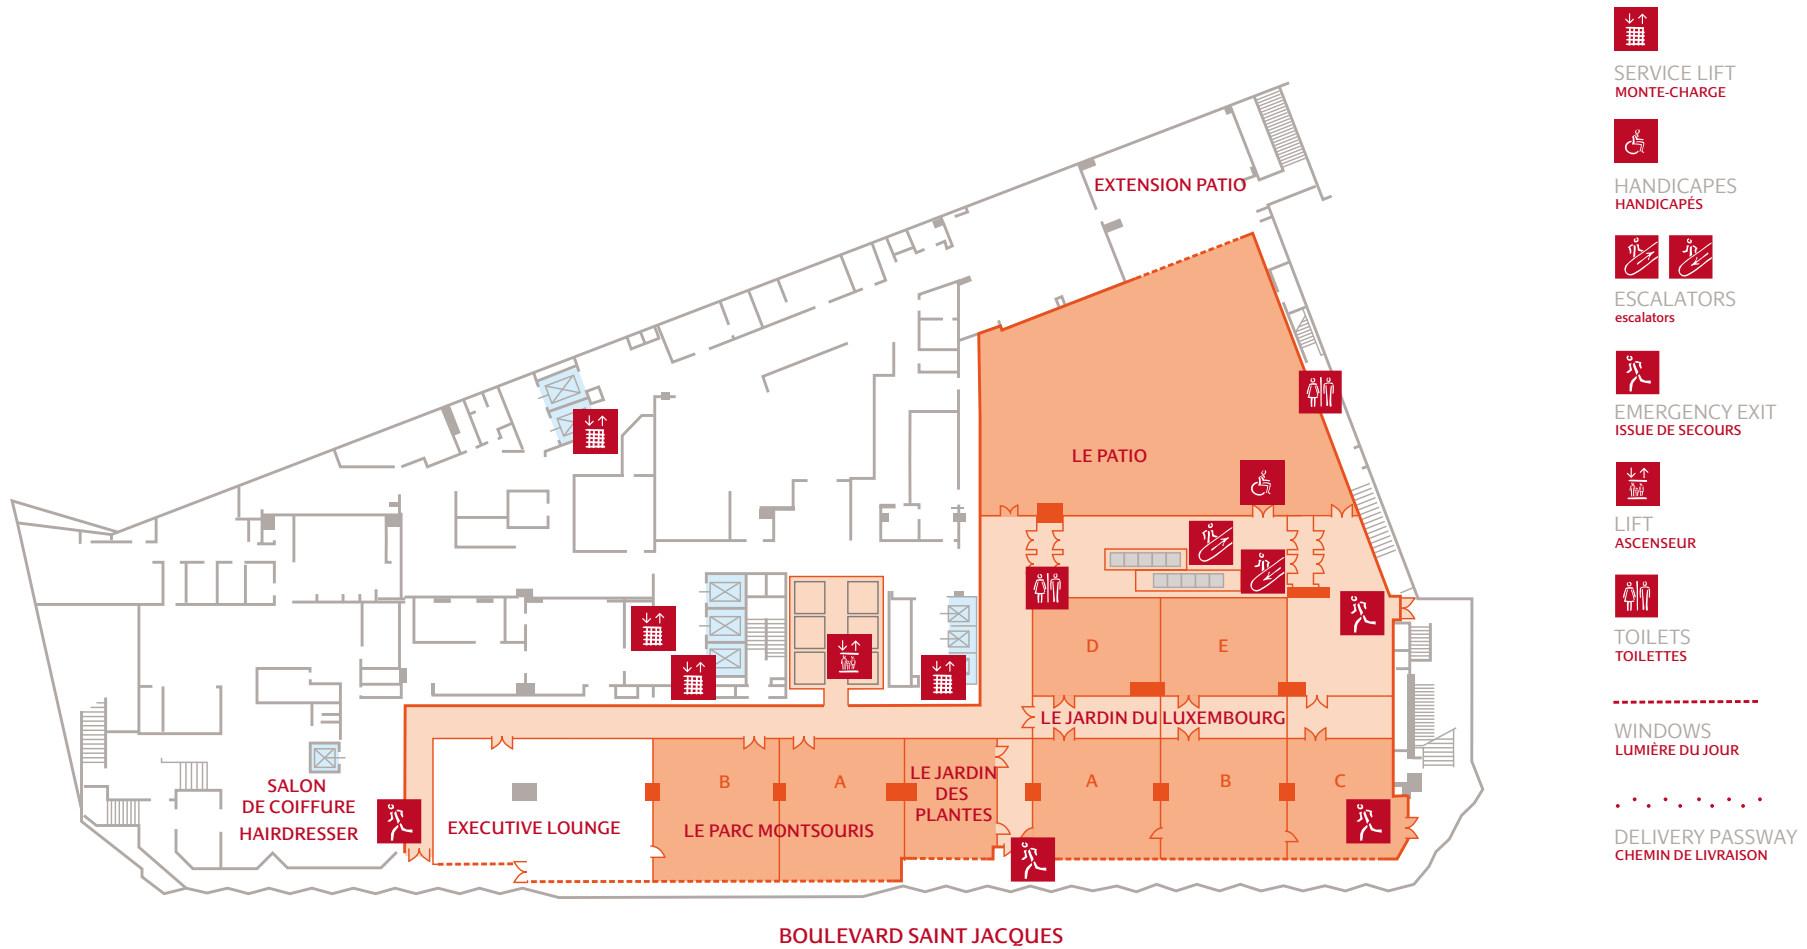 SERVICE LIFT
MONTE-CHARGE
HANDICAPES
HANDICAPÉS
ESCALATORS
escalators
EMERGENCY EXIT
ISSUE DE SECOURS
LIFT
ASCENSEUR
TOILETS
TOILETTES
WINDOWS
LUMIÈRE DU JOUR
DELIVERY PASSWAY
CHEMIN DE LIVRAISON
EXTENSION PATIO
LE PATIO
D
E
LE JARDIN DU LUXEMBOURG
A
B
C
LE JARDIN
DES
PLANTES
B
A
LE PARC MONTSOURIS
EXECUTIVE LOUNGE
SALON
DE COIFFURE
HAIRDRESSER
BOULEVARD SAINT JACQUES